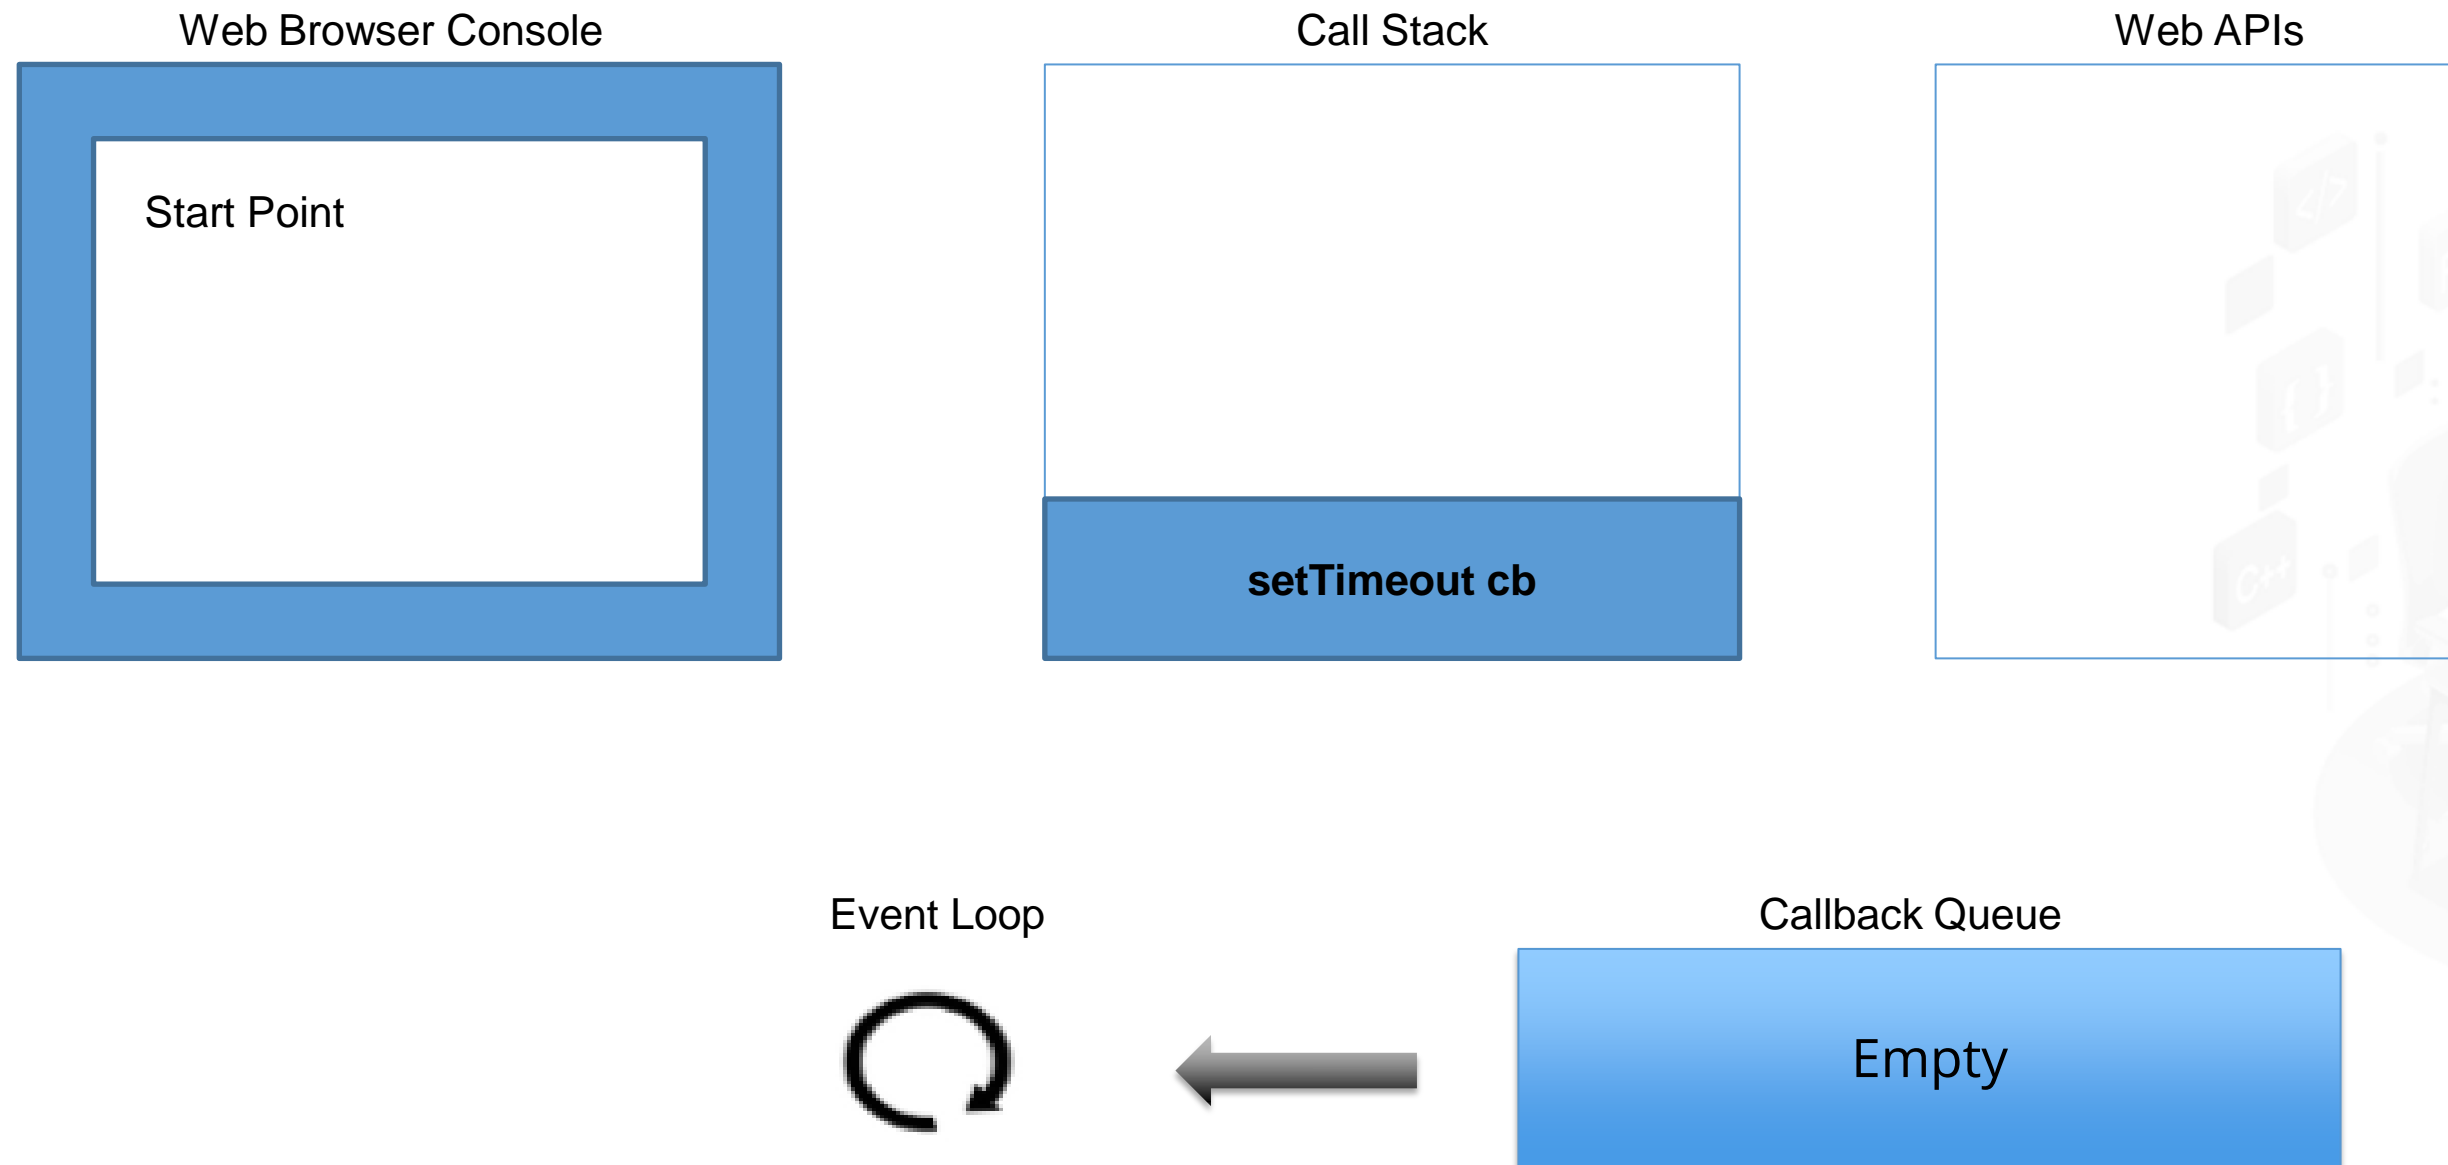 Web Browser Console
Call Stack
Web APIs
Start Point
</>
{ }
setTimeout cb
C++
Event Loop
Callback Queue
Empty